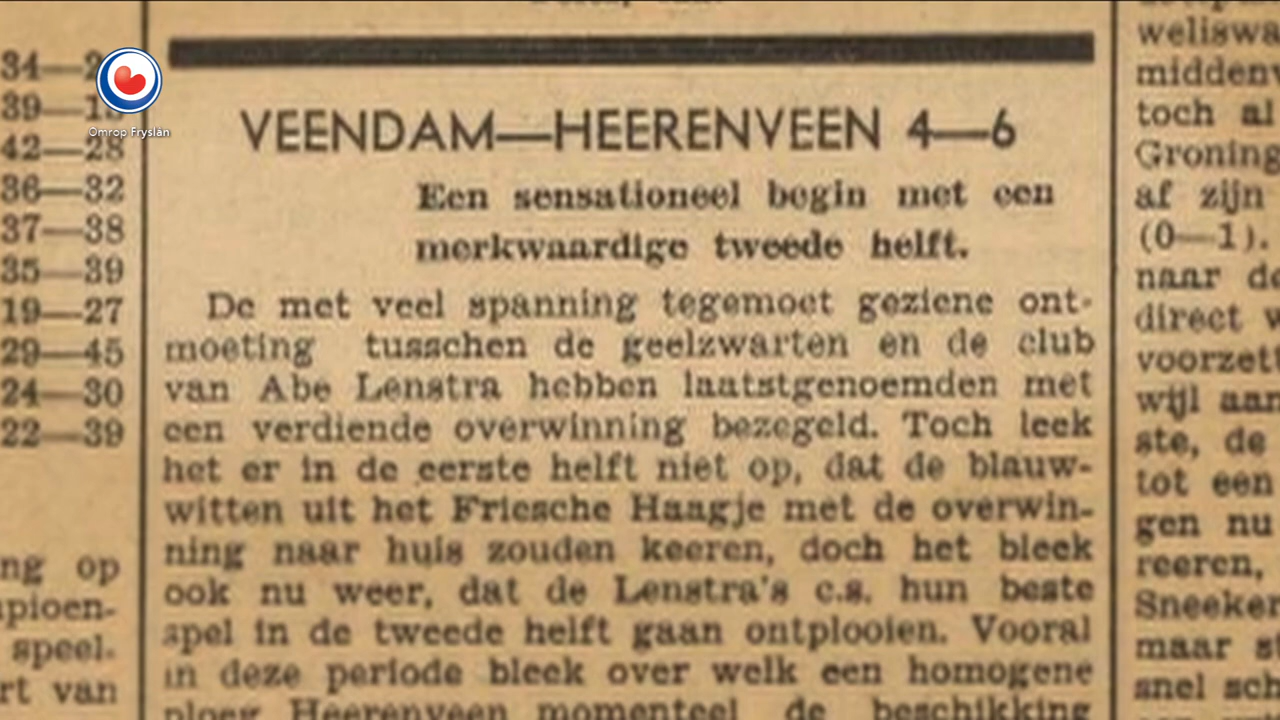 34—2
39—1
42—28
36—32
37—38
35—39
19—27
29—45
24—30
22—39
ng op
pioen-
speel-
rt van
Omrop Fryslân
VEENDAM—HEERENVEEN 4—6
Een sensationeel begin met een
merkwaardige tweede helft.
De met veel spanning tegemoet geziene ont-
moeting tusschen de geelzwarten en de club
van Abe Lenstra hebben laatstgenoemden met
een verdiende overwinning bezegeld. Toch leek
het er in de eerste helft niet op, dat de blauw-
witten uit het Friesche Haagje met de overwin-
ning naar huis zouden keeren, doch het bleek
ook nu weer, dat de Lenstra's c.s. hun beste
spel in de tweede helft gaan ontplooien. Vooral
in deze periode bleek over welk een homogene
ploeg Heerenveen momenteel de beschikking
weliswa
middenv
toch al
Groning
af zijn
(0—1).
naar de
direct w
voorzett
wijl aan
ste, de
tot een
gen nu
reeren,
Sneeker
maar st
snel sch